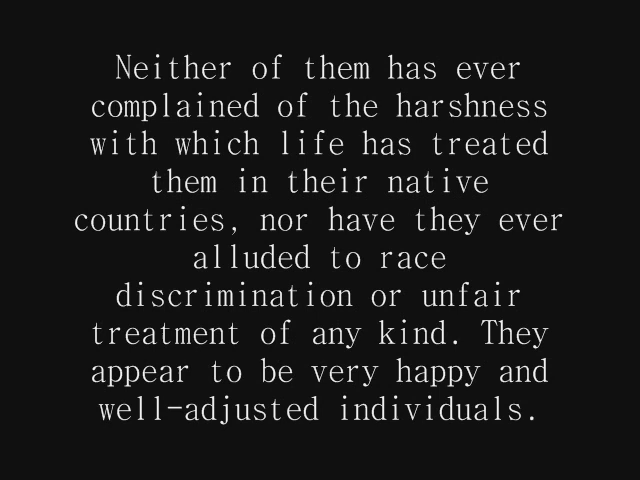 Neither of them has ever
complained of the harshness
with which life has treated
them in their native
countries, nor have they ever
alluded to race
discrimination or unfair
treatment of any kind. They
appear to be very happy and
well-adjusted individuals.